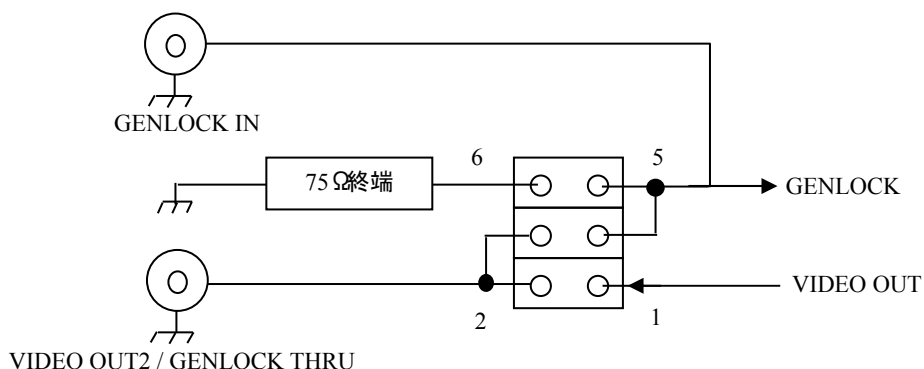 GENLOCK IN
6
5
75Ω終端
GENLOCK
VIDEO OUT
2
1
VIDEO OUT2 / GENLOCK THRU